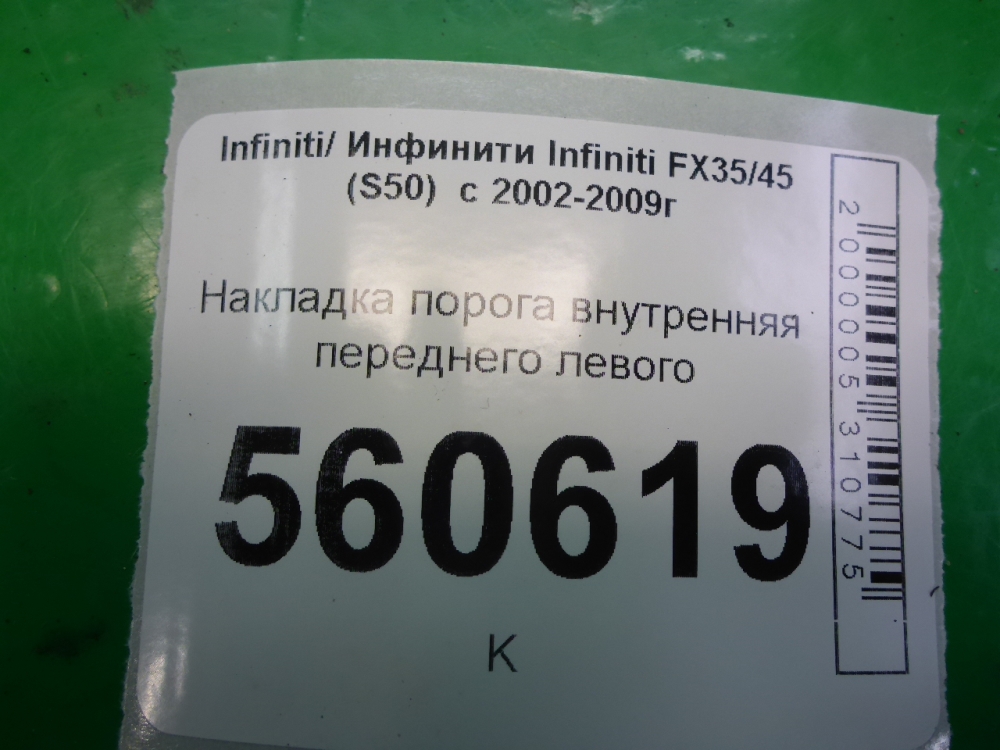 Infiniti/ Инфинити Infiniti FX35/45
(S50)  с 2002-2009г
Накладка порога внутренняя
переднего левого
560619
К
2000005310775